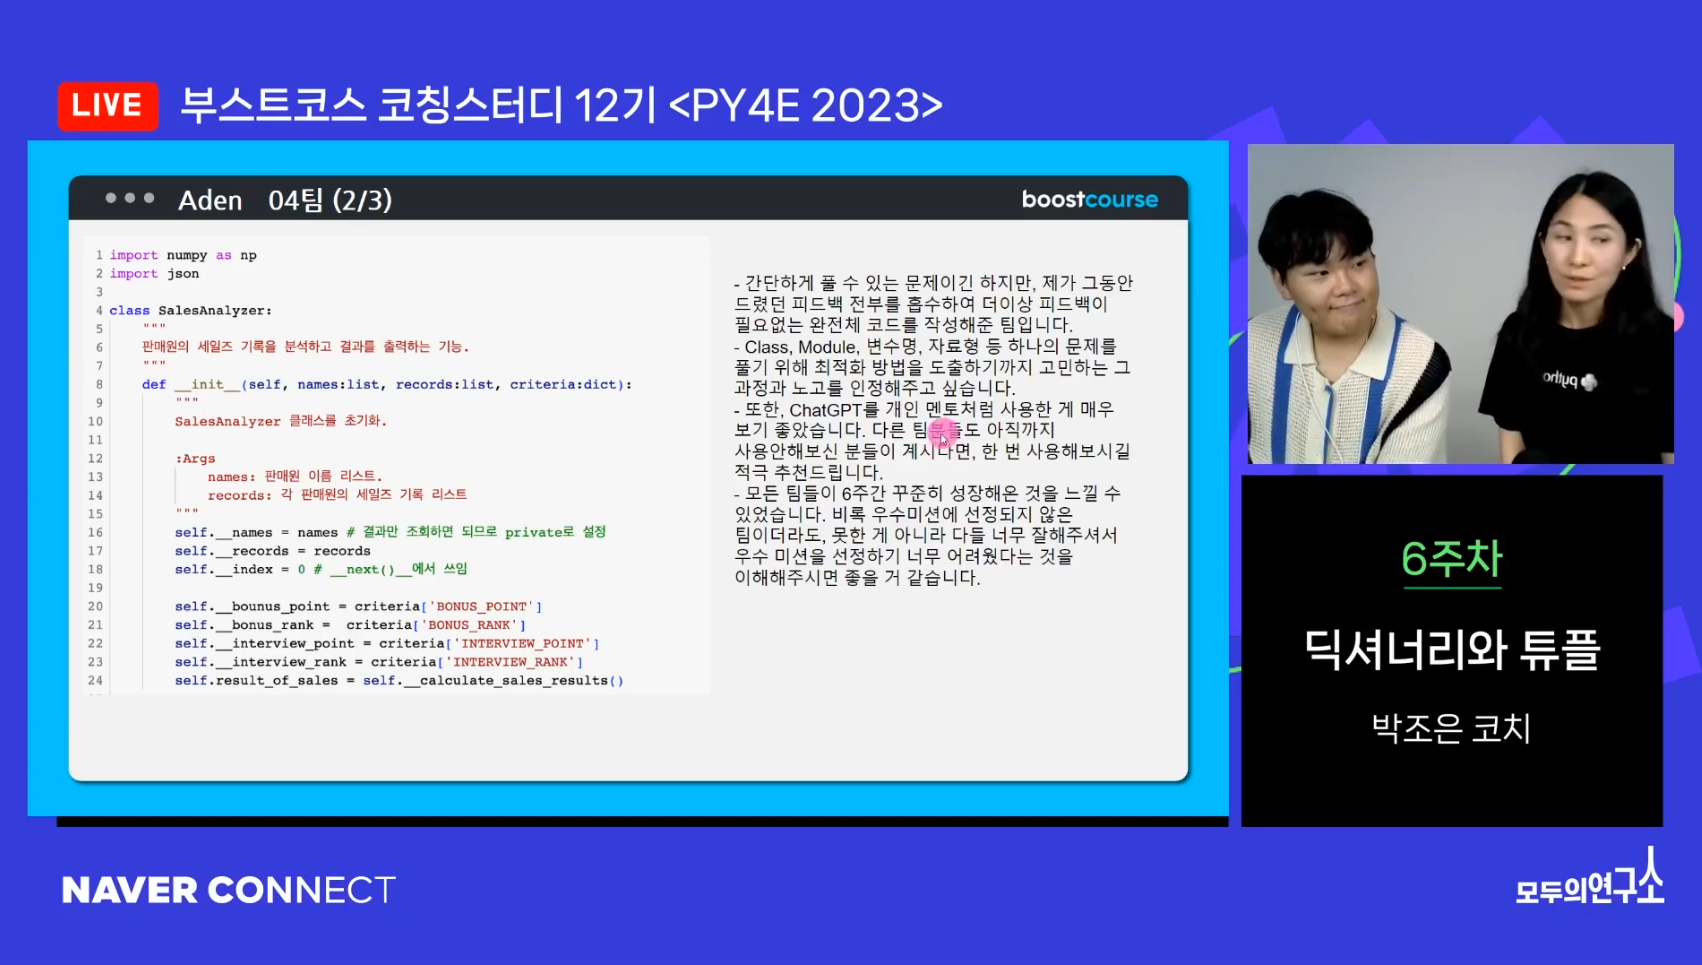 LIVE 부스트코스 코칭스터디 12기 <PY4E 2023>
Aden 04팀 (2/3)
boostcourse
1 import numpy as np
2 import json
3
4 class SalesAnalyzer:
5 """
6 판매원의 세일즈 기록을 분석하고 결과를 출력하는 기능.
7 """
8 def __init__(self, names:list, records:list, criteria:dict):
9 """
10 SalesAnalyzer 클래스를 초기화.
11
12 :Args
13 names: 판매원 이름 리스트.
14 records: 각 판매원의 세일즈 기록 리스트
15 """
16 self.__names = names # 결과만 조회하면 되므로 private로 설정
17 self.__records = records
18 self.__index = 0 # __next()__에서 쓰임
19
20 self.__bounus_point = criteria['BONUS_POINT']
21 self.__bonus_rank = criteria['BONUS_RANK']
22 self.__interview_point = criteria['INTERVIEW_POINT']
23 self.__interview_rank = criteria['INTERVIEW_RANK']
24 self.result_of_sales = self.__calculate_sales_results()
- 간단하게 풀 수 있는 문제이긴 하지만, 제가 그동안
드렸던 피드백 전부를 흡수하여 더이상 피드백이
필요없는 완전체 코드를 작성해준 팀입니다.
- Class, Module, 변수명, 자료형 등 하나의 문제를
풀기 위해 최적화 방법을 도출하기까지 고민하는 그
과정과 노고를 인정해주고 싶습니다.
- 또한, ChatGPT를 개인 멘토처럼 사용한 게 매우
보기 좋았습니다. 다른 팀분들도 아직까지
사용안해보신 분들이 계시다면, 한 번 사용해보시길
적극 추천드립니다.
- 모든 팀들이 6주간 꾸준히 성장해온 것을 느낄 수
있었습니다. 비록 우수미션에 선정되지 않은
팀이더라도, 못한 게 아니라 다들 너무 잘해주셔서
우수 미션을 선정하기 너무 어려웠다는 것을
이해해주시면 좋을 거 같습니다.
python
6주차
딕셔너리와 튜플
박조은 코치
NAVER CONNECT
모두의연구소